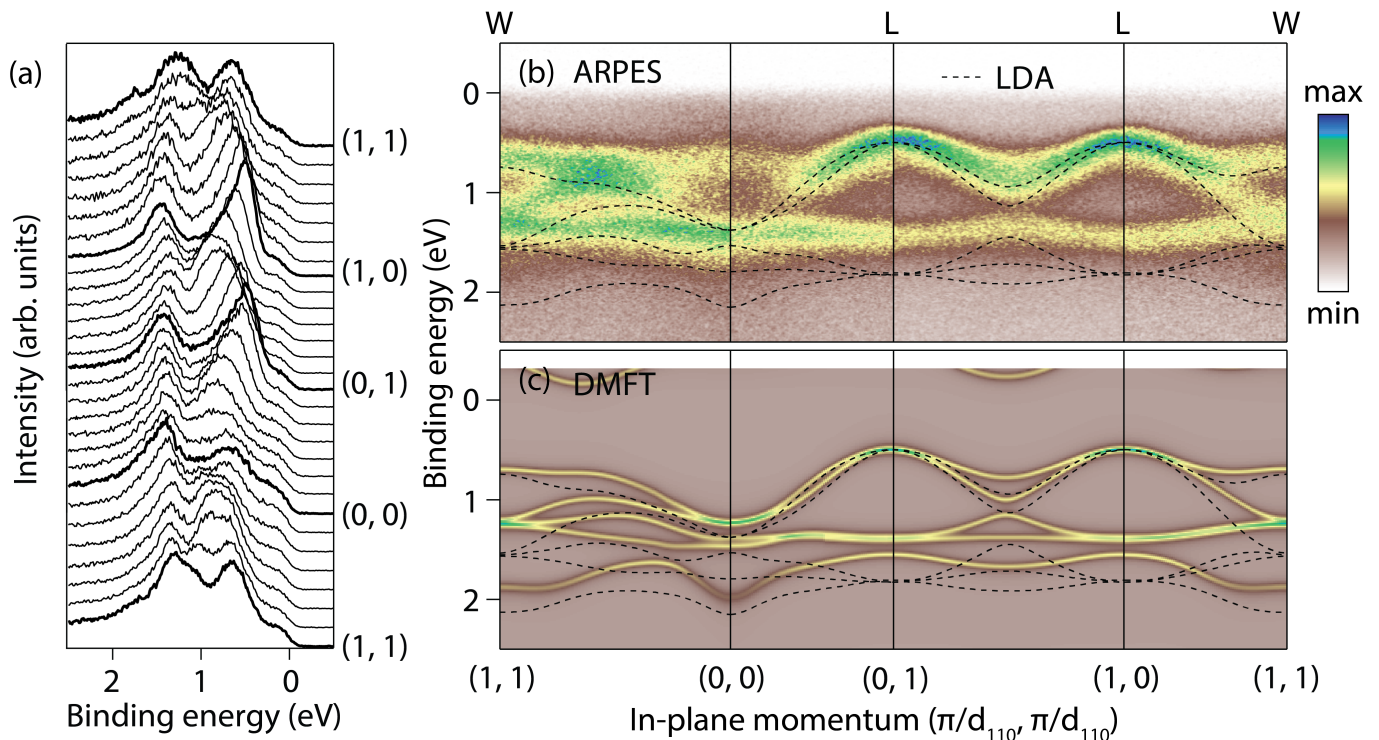 (a)
Intensity (arb. units)
(1, 1)
(1, 0)
(0, 1)
(0, 0)
(1, 1)
2 1 0
Binding energy (eV)
W L L W
(b) ARPES
LDA
0
1
2
Binding energy (eV)
max
min
(c) DMFT
0
1
2
(1, 1) (0, 0) (0, 1) (1, 0) (1, 1)
In-plane momentum (π/d₁₁₀, π/d₁₁₀)